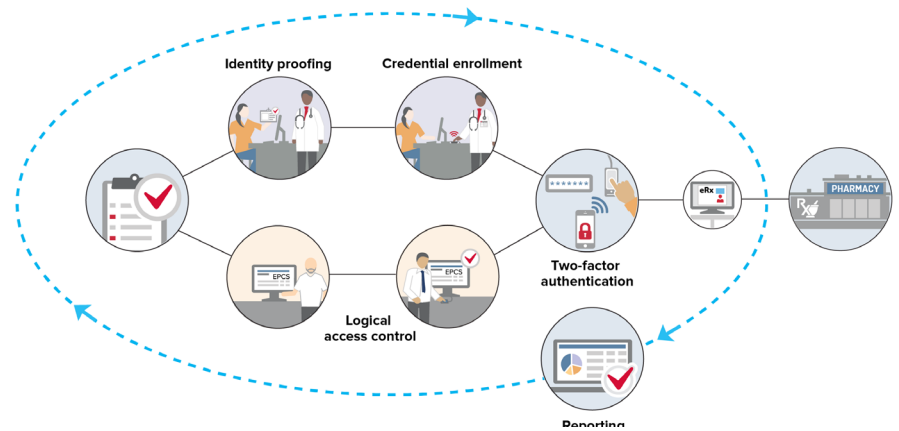 Identity proofing
Credential enrollment
*******
eRx
PHARMACY
Rx
EPCS
EPCS
Two-factor
authentication
Logical
access control
Reporting